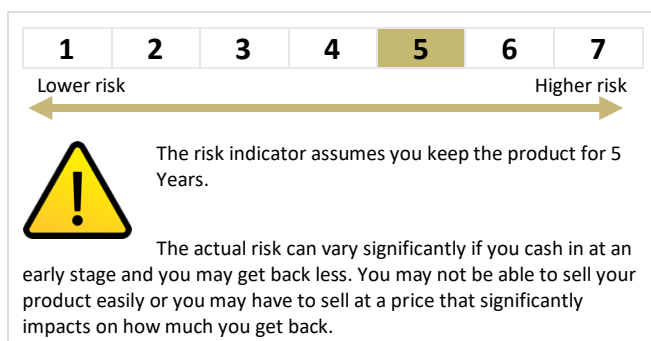 1 2 3 4 5 6 7
Lower risk Higher risk
The risk indicator assumes you keep the product for 5
Years.
The actual risk can vary significantly if you cash in at an
early stage and you may get back less. You may not be able to sell your
product easily or you may have to sell at a price that significantly
impacts on how much you get back.